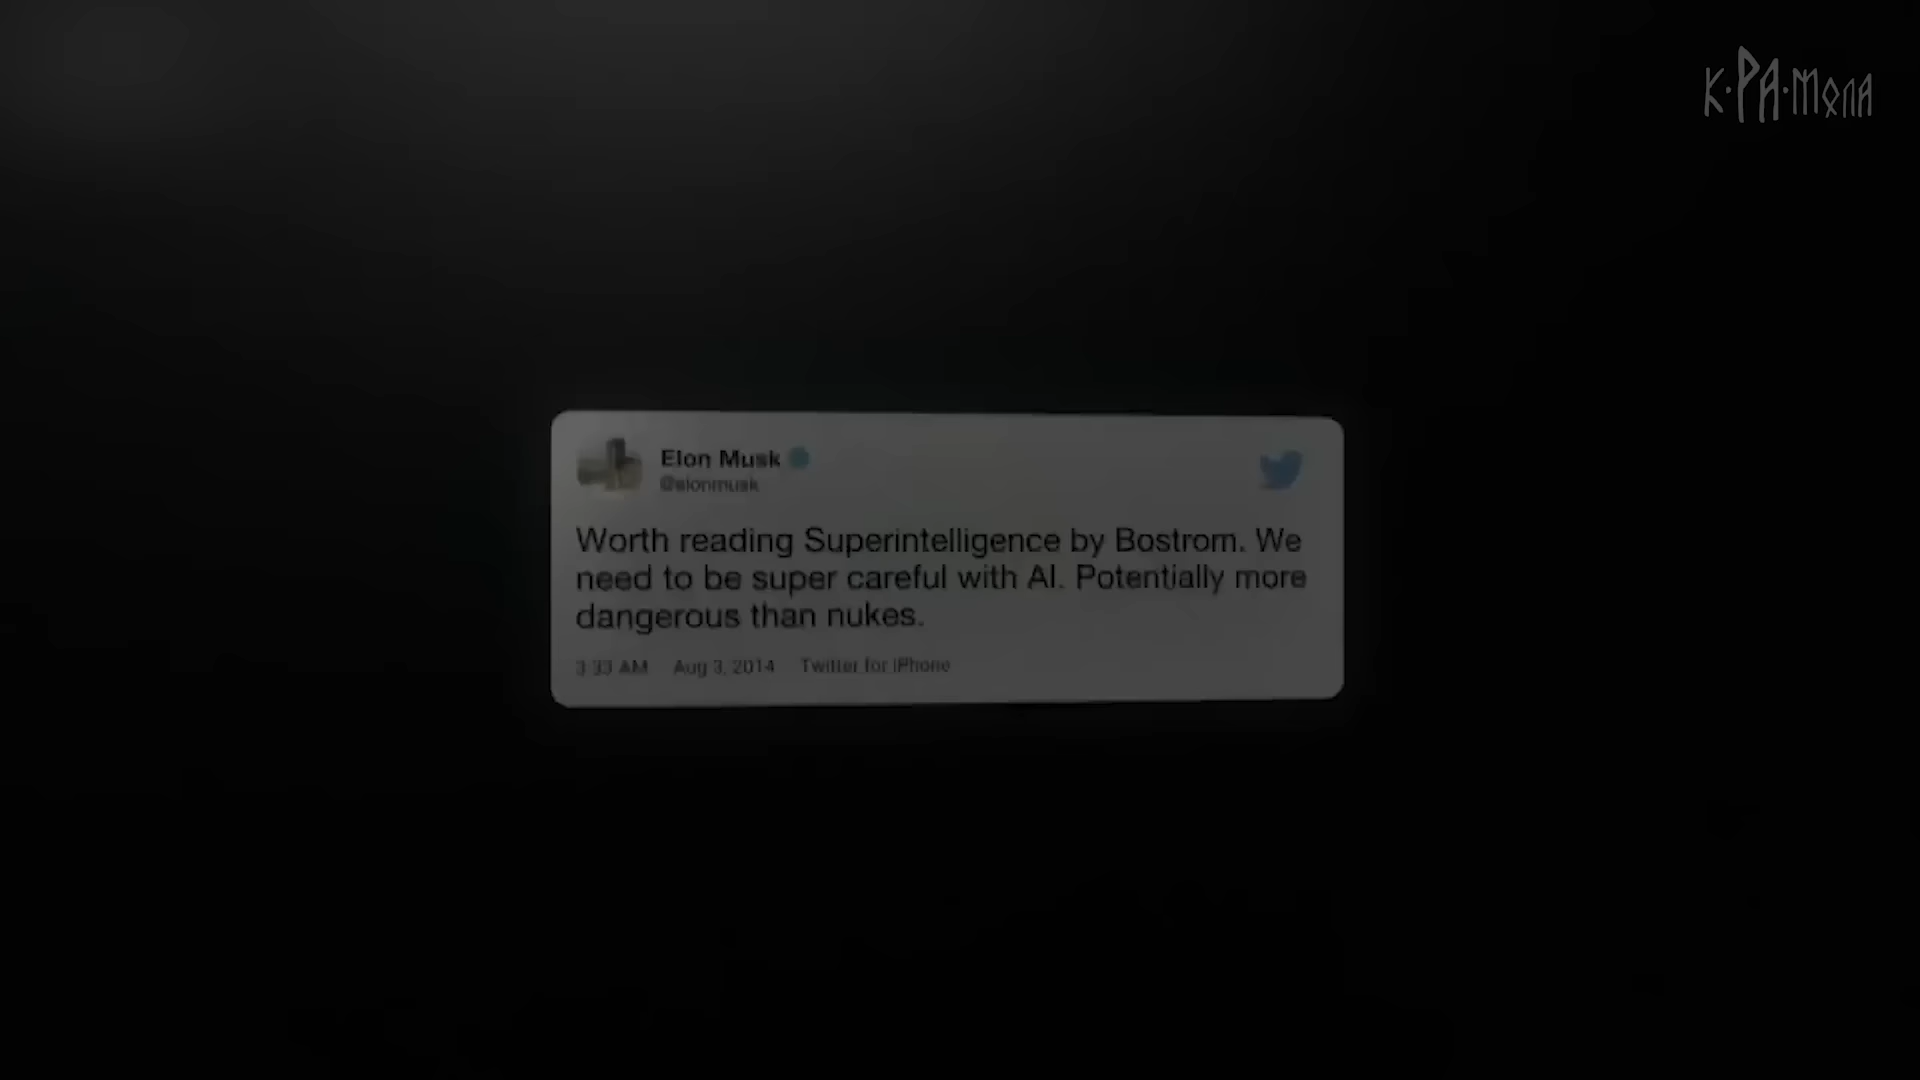 К·РА·МОЛА
Elon Musk
@elonmusk
Worth reading Superintelligence by Bostrom. We
need to be super careful with AI. Potentially more
dangerous than nukes.
3:33 AM Aug 3, 2014 Twitter for iPhone